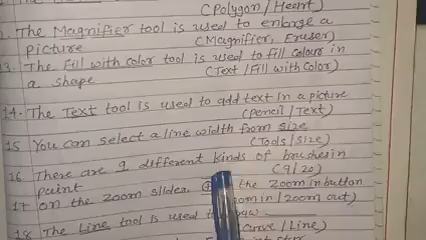 (Polygon/Heart)
The Magnifier tool is used to enlarge a
picture (Magnifier, Eraser)
13. The Fill with color tool is used to fill colour in
a shape (Text/Fill with Color)
14. The Text tool is used to add text in a picture
(pencil/Text)
15 You can select a line width from size
(Tools/Size)
16 There are 9 different kinds of brushes in
paint (9/20)
17 on the zoom slider the zoom in button
(zoom out)
18 The Line tool is used
(curve/Line)